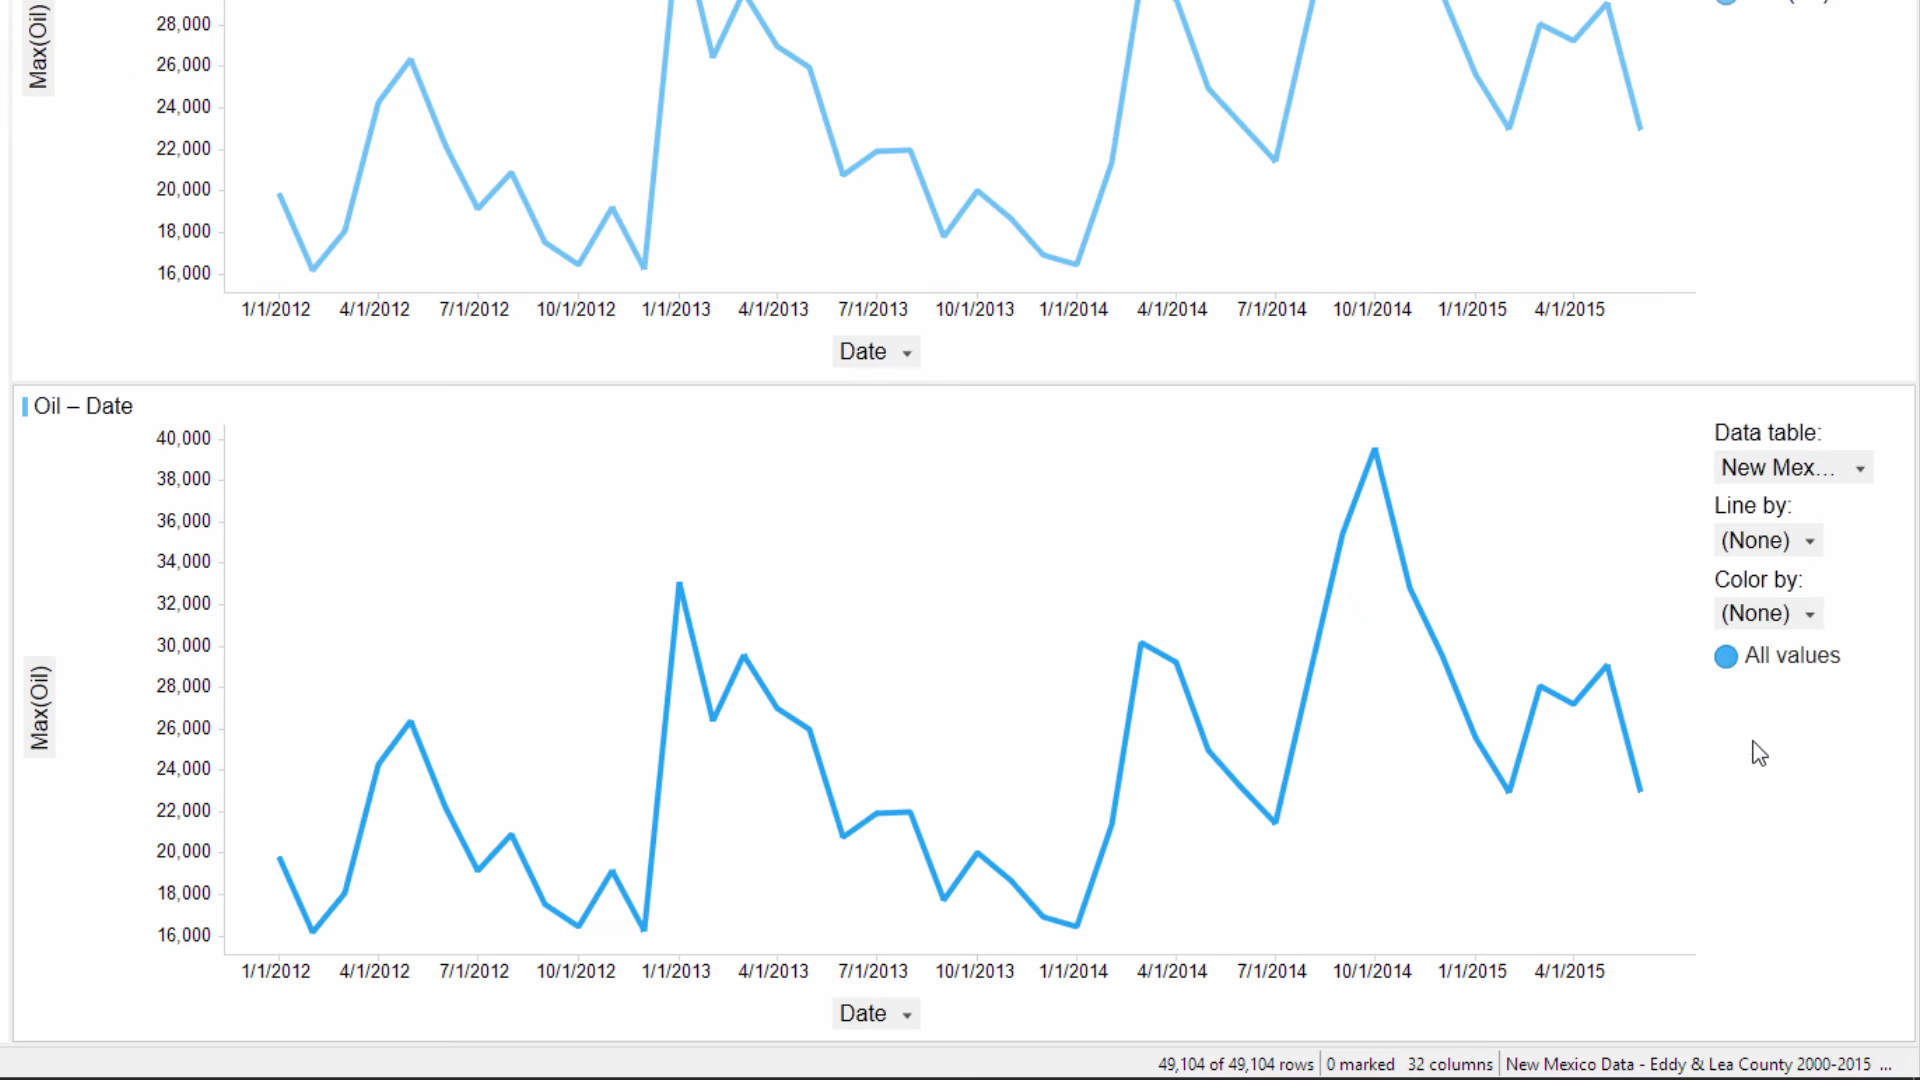 Max(Oil)
28,000
26,000
24,000
22,000
20,000
18,000
16,000
1/1/2012 4/1/2012 7/1/2012 10/1/2012 1/1/2013 4/1/2013 7/1/2013 10/1/2013 1/1/2014 4/1/2014 7/1/2014 10/1/2014 1/1/2015 4/1/2015
Date
Oil – Date
Max(Oil)
40,000
38,000
36,000
34,000
32,000
30,000
28,000
26,000
24,000
22,000
20,000
18,000
16,000
1/1/2012 4/1/2012 7/1/2012 10/1/2012 1/1/2013 4/1/2013 7/1/2013 10/1/2013 1/1/2014 4/1/2014 7/1/2014 10/1/2014 1/1/2015 4/1/2015
Date
Data table:
New Mex...
Line by:
(None)
Color by:
(None)
All values
49,104 of 49,104 rows 0 marked 32 columns New Mexico Data - Eddy & Lea County 2000-2015 ...